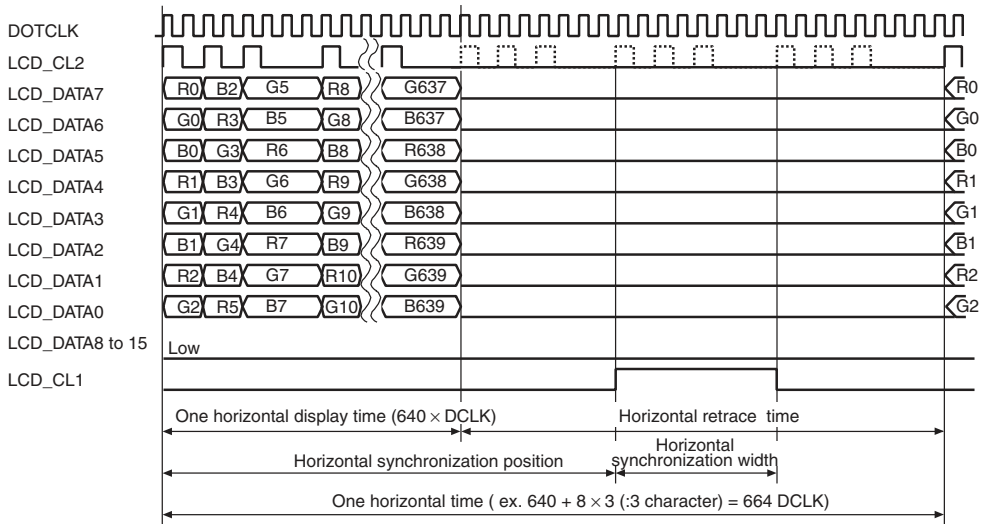 DOTCLK
LCD_CL2
LCD_DATA7 R0 B2 G5 R8 G637 R0
LCD_DATA6 G0 R3 B5 G8 B637 G0
LCD_DATA5 B0 G3 R6 B8 R638 B0
LCD_DATA4 R1 B3 G6 R9 G638 R1
LCD_DATA3 G1 R4 B6 G9 B638 G1
LCD_DATA2 B1 G4 R7 B9 R639 B1
LCD_DATA1 R2 B4 G7 R10 G639 R2
LCD_DATA0 G2 R5 B7 G10 B639 G2
LCD_DATA8 to 15 Low
LCD_CL1
One horizontal display time (640 × DCLK) Horizontal retrace time
Horizontal synchronization position Horizontal
synchronization width
One horizontal time ( ex. 640 + 8 × 3 (:3 character) = 664 DCLK)